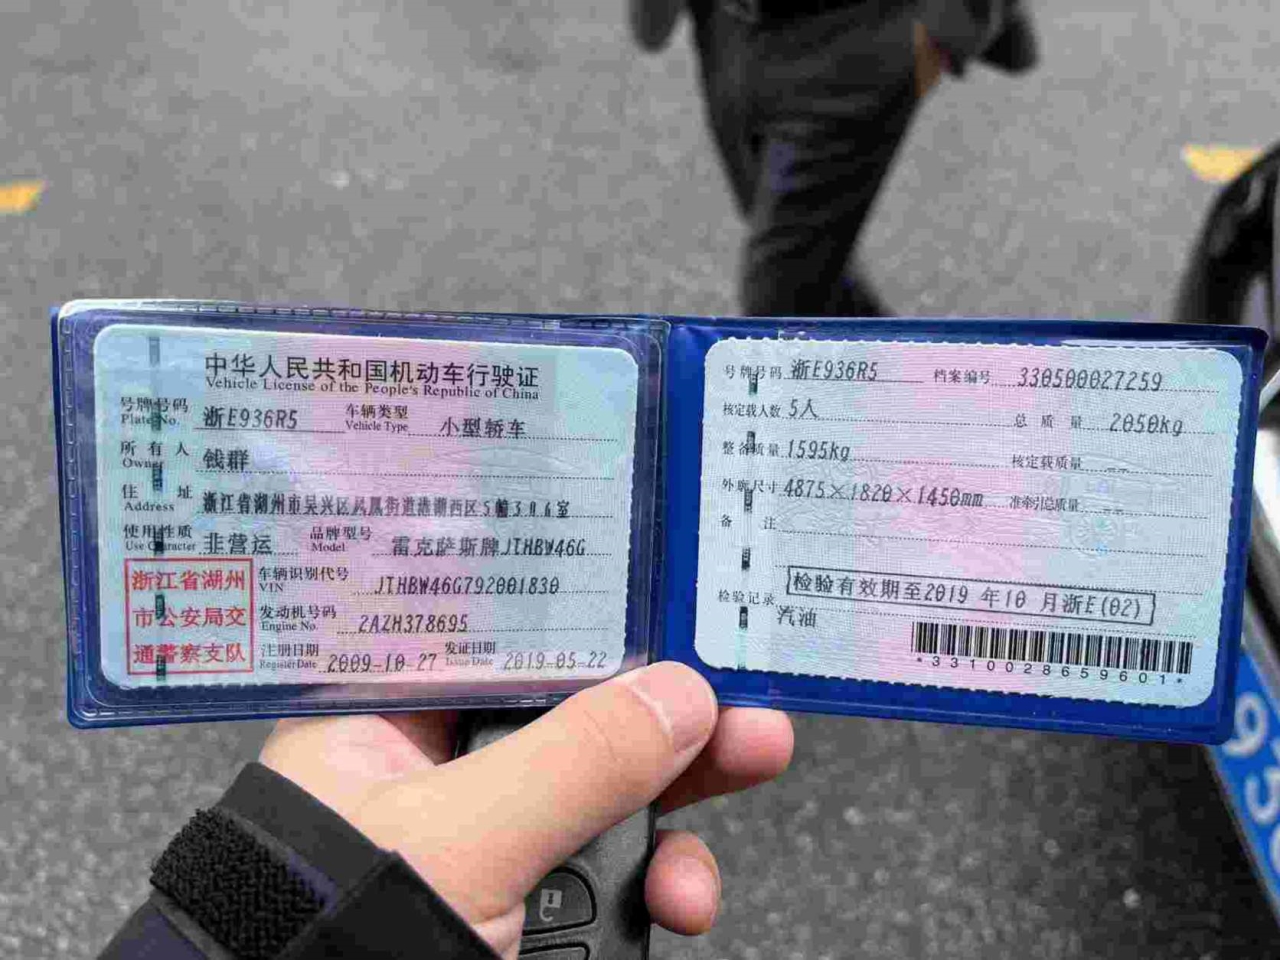 中华人民共和国机动车行驶证
Vehicle License of the People's Republic of China
号牌号码 浙E936R5 车辆类型 小型轿车
Plate No. Vehicle Type
所有人 钱群
Owner
住址 浙江省湖州市吴兴区凤凰街道西区5幢306室
Address
使用性质 非营运 品牌型号 雷克萨斯牌JTHBW46G
Use Character Model
浙江省湖州
市公安局交
通警察支队
车辆识别代号 JTHBW46G792001830
VIN
发动机号码 2AZH378695
Engine No.
注册日期 2009-10-27 发证日期 2019-05-22
Register Date Issue Date
号牌号码 浙E936R5 档案编号 330500027259
核定载人数 5人 总质量 2050kg
整备质量 1595kg 核定载质量 --
外廓尺寸 4875×1820×1450mm 准牵引总质量 --
备注
检验记录 检验有效期至2019年10月浙E(02)
汽油
*3310028659601*